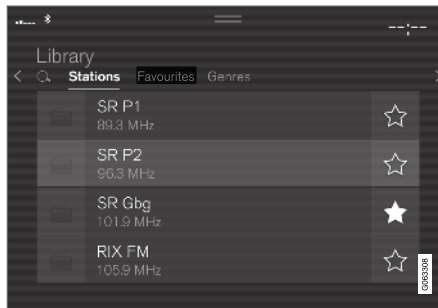 --:--
Library
Stations Favourites Genres
SR P1
89.3 MHz
SR P2
96.3 MHz
SR Gbg
101.9 MHz
RIX FM
105.9 MHz
G063308